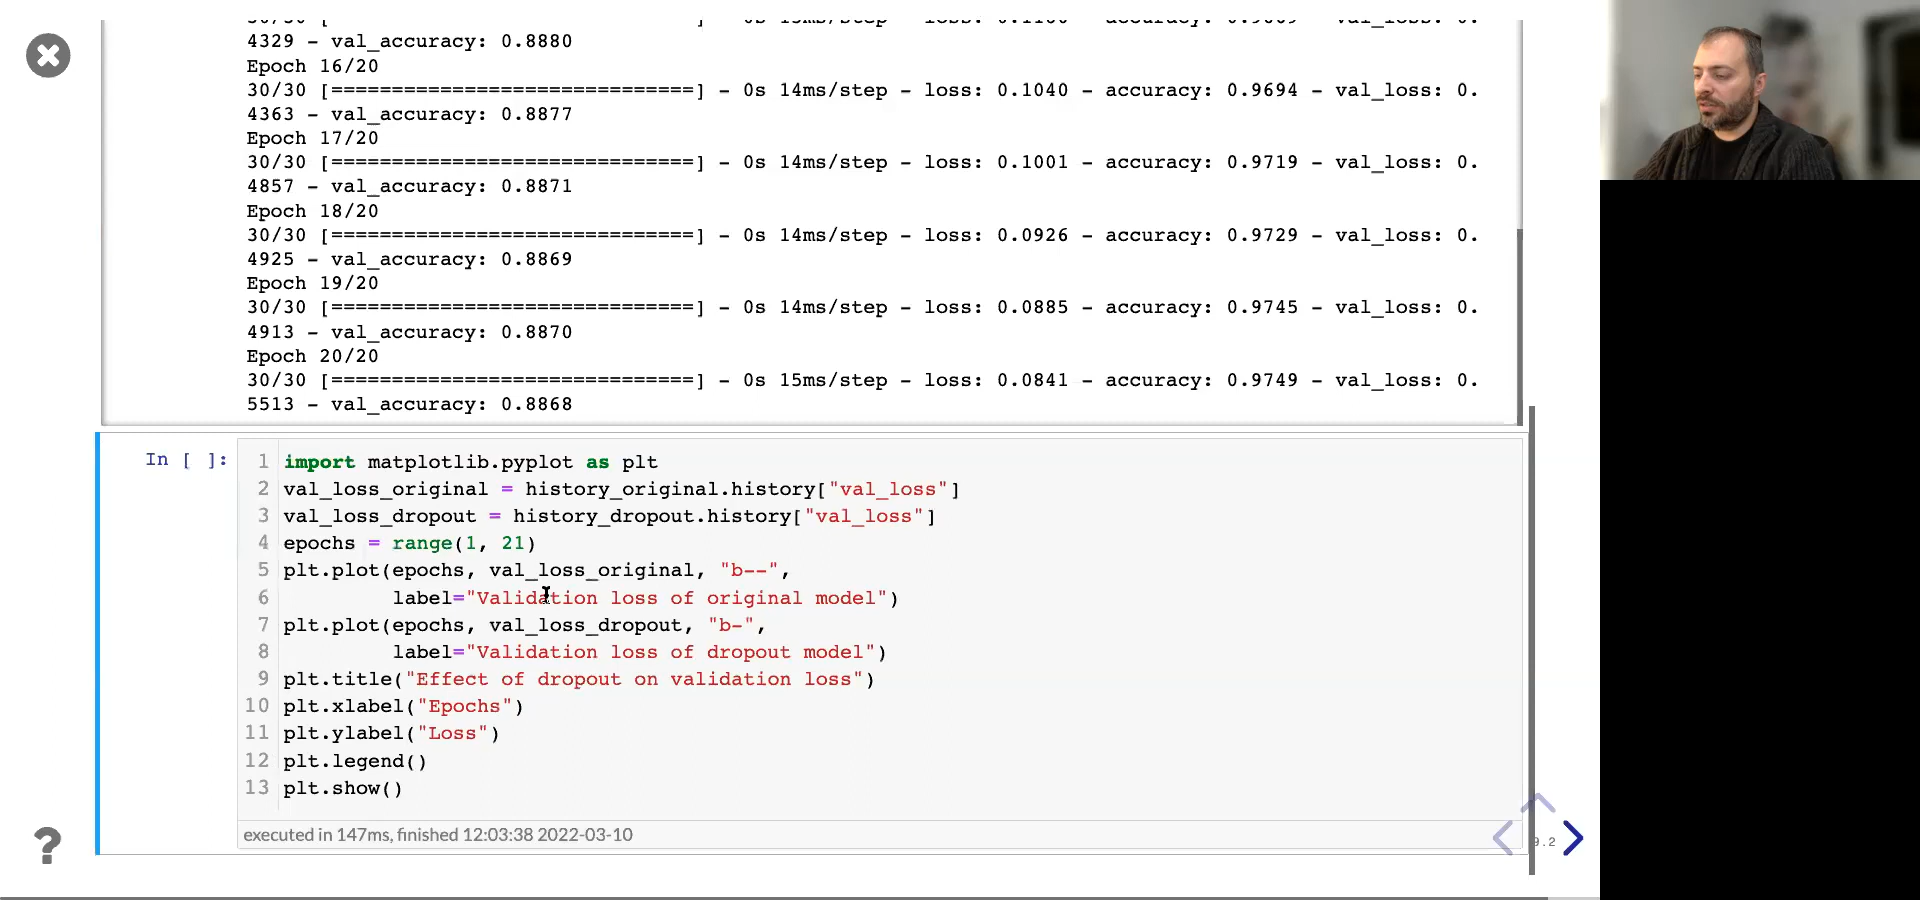 4329 - val_accuracy: 0.8880
Epoch 16/20
30/30 [==============================] - 0s 14ms/step - loss: 0.1040 - accuracy: 0.9694 - val_loss: 0.
4363 - val_accuracy: 0.8877
Epoch 17/20
30/30 [==============================] - 0s 14ms/step - loss: 0.1001 - accuracy: 0.9719 - val_loss: 0.
4857 - val_accuracy: 0.8871
Epoch 18/20
30/30 [==============================] - 0s 14ms/step - loss: 0.0926 - accuracy: 0.9729 - val_loss: 0.
4925 - val_accuracy: 0.8869
Epoch 19/20
30/30 [==============================] - 0s 14ms/step - loss: 0.0885 - accuracy: 0.9745 - val_loss: 0.
4913 - val_accuracy: 0.8870
Epoch 20/20
30/30 [==============================] - 0s 15ms/step - loss: 0.0841 - accuracy: 0.9749 - val_loss: 0.
5513 - val_accuracy: 0.8868
In [ ]:
1 import matplotlib.pyplot as plt
2 val_loss_original = history_original.history["val_loss"]
3 val_loss_dropout = history_dropout.history["val_loss"]
4 epochs = range(1, 21)
5 plt.plot(epochs, val_loss_original, "b--",
6 label="Validation loss of original model")
7 plt.plot(epochs, val_loss_dropout, "b-",
8 label="Validation loss of dropout model")
9 plt.title("Effect of dropout on validation loss")
10 plt.xlabel("Epochs")
11 plt.ylabel("Loss")
12 plt.legend()
13 plt.show()
executed in 147ms, finished 12:03:38 2022-03-10
9.2
?